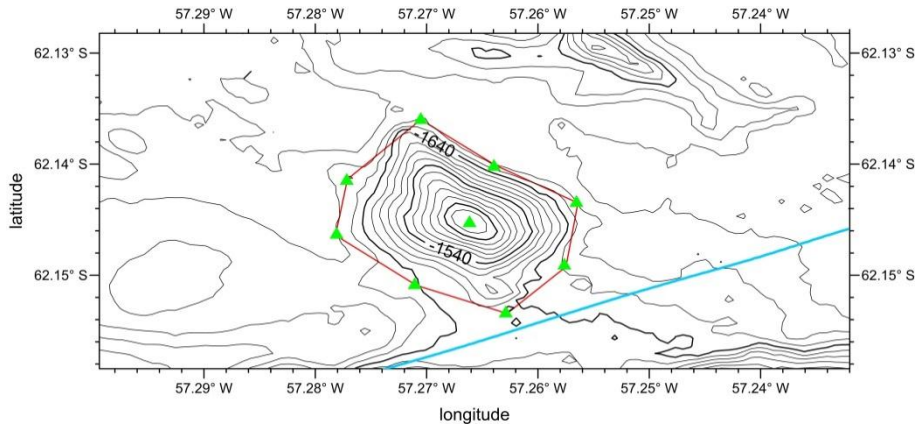 57.29° W 57.28° W 57.27° W 57.26° W 57.25° W 57.24° W
62.13° S 62.13° S
62.14° S 62.14° S
62.15° S 62.15° S
-1640
-1540
latitude
57.29° W 57.28° W 57.27° W 57.26° W 57.25° W 57.24° W
longitude